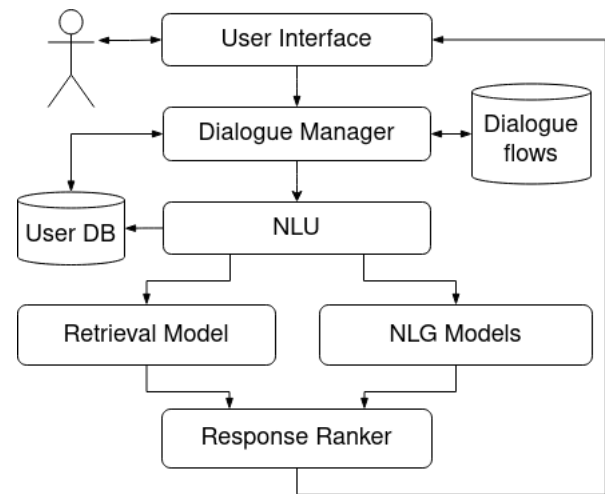 User Interface
Dialogue Manager
Dialogue
flows
User DB
NLU
Retrieval Model
NLG Models
Response Ranker